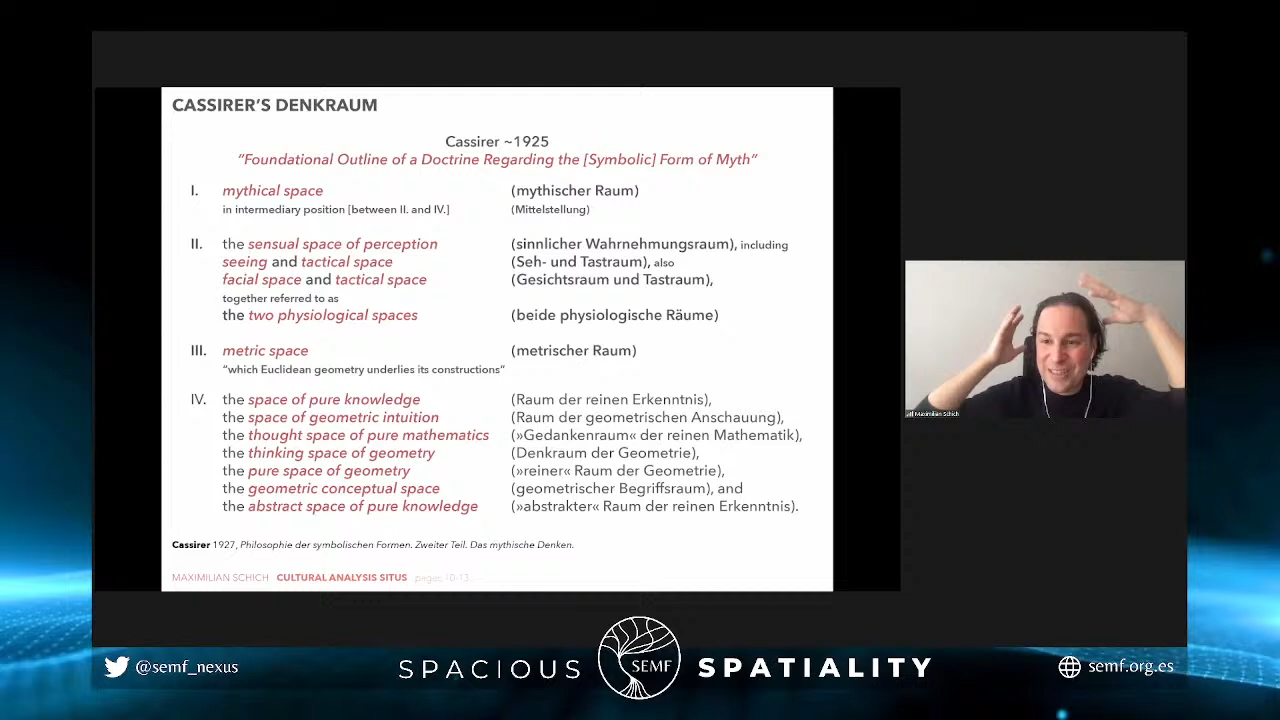 CASSIRER'S DENKRAUM
Cassirer ~1925
"Foundational Outline of a Doctrine Regarding the [Symbolic] Form of Myth"
I. mythical space (mythischer Raum)
in intermediary position [between II. and IV.] (Mittelstellung)
II. the sensual space of perception (sinnlicher Wahrnehmungsraum), including
seeing and tactical space (Seh- und Tastraum), also
facial space and tactical space (Gesichtsraum und Tastraum),
together referred to as
the two physiological spaces (beide physiologische Räume)
III. metric space (metrischer Raum)
"which Euclidean geometry underlies its constructions"
IV. the space of pure knowledge (Raum der reinen Erkenntnis),
the space of geometric intuition (Raum der geometrischen Anschauung),
the thought space of pure mathematics (»Gedankenraum« der reinen Mathematik),
the thinking space of geometry (Denkraum der Geometrie),
the pure space of geometry (»reiner« Raum der Geometrie),
the geometric conceptual space (geometrischer Begriffsraum), and
the abstract space of pure knowledge (»abstrakter« Raum der reinen Erkenntnis).
Cassirer 1927, Philosophie der symbolischen Formen. Zweiter Teil. Das mythische Denken.
MAXIMILIAN SCHICH CULTURAL ANALYSIS SITUS pages 10-13
Maximilian Schich
@semf_nexus
SPACIOUS SEMF SPATIALITY
semf.org.es